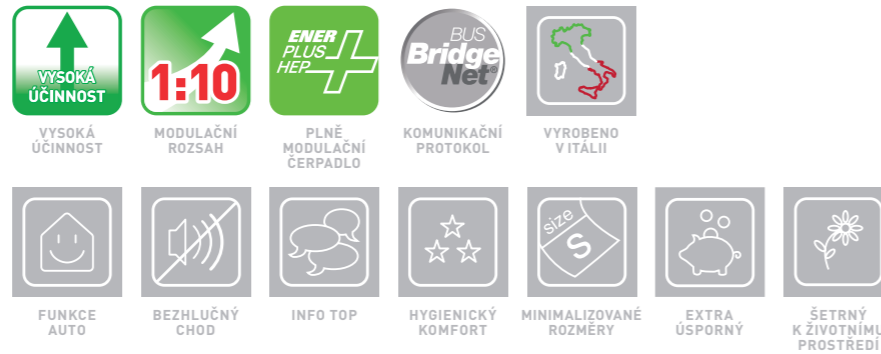 VYSOKÁ
ÚČINNOST
1:10
ENER
PLUS
HEP
BUS
Bridge
Net®
VYSOKÁ
ÚČINNOST
MODULAČNÍ
ROZSAH
PLNĚ
MODULAČNÍ
ČERPADLO
KOMUNIKAČNÍ
PROTOKOL
VYROBENO
V ITÁLII
size
S
FUNKCE
AUTO
BEZHLUČNÝ
CHOD
INFO TOP
HYGIENICKÝ
KOMFORT
MINIMALIZOVANÉ
ROZMĚRY
EXTRA
ÚSPORNÝ
ŠETRNÝ
K ŽIVOTNÍMU
PROSTŘEDÍ